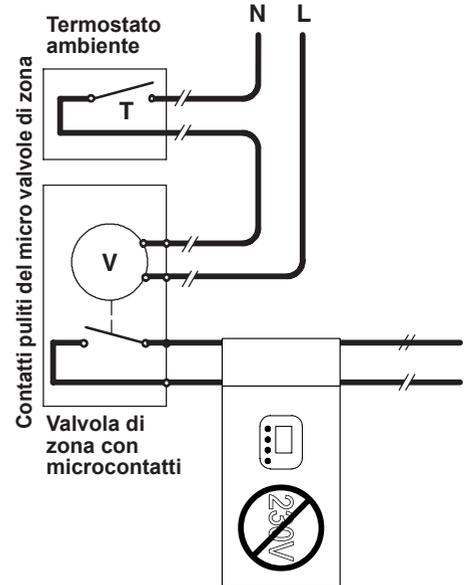 N L
Termostato
ambiente
T
Contatti puliti del micro valvole di zona
V
Valvola di
zona con
microcontatti
230V